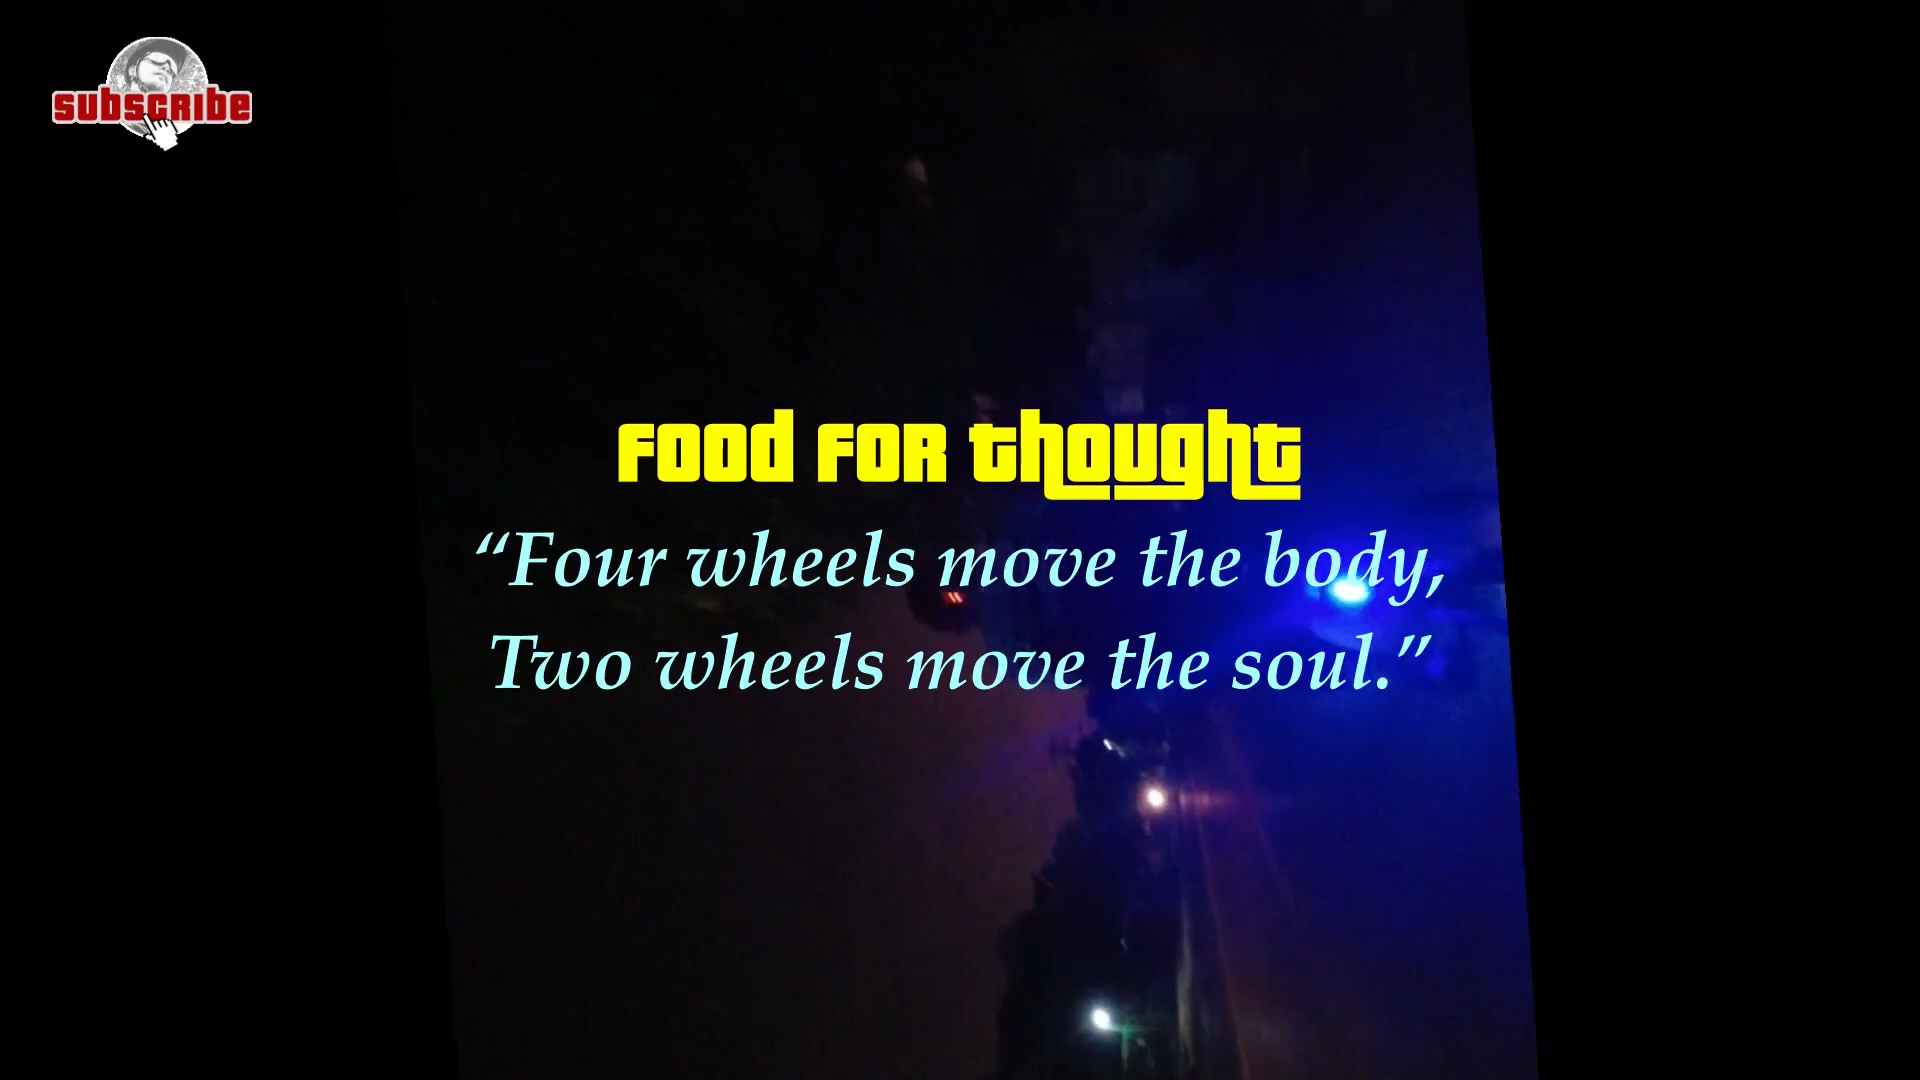 subscribe
Food for thought
“Four wheels move the body,
Two wheels move the soul.”